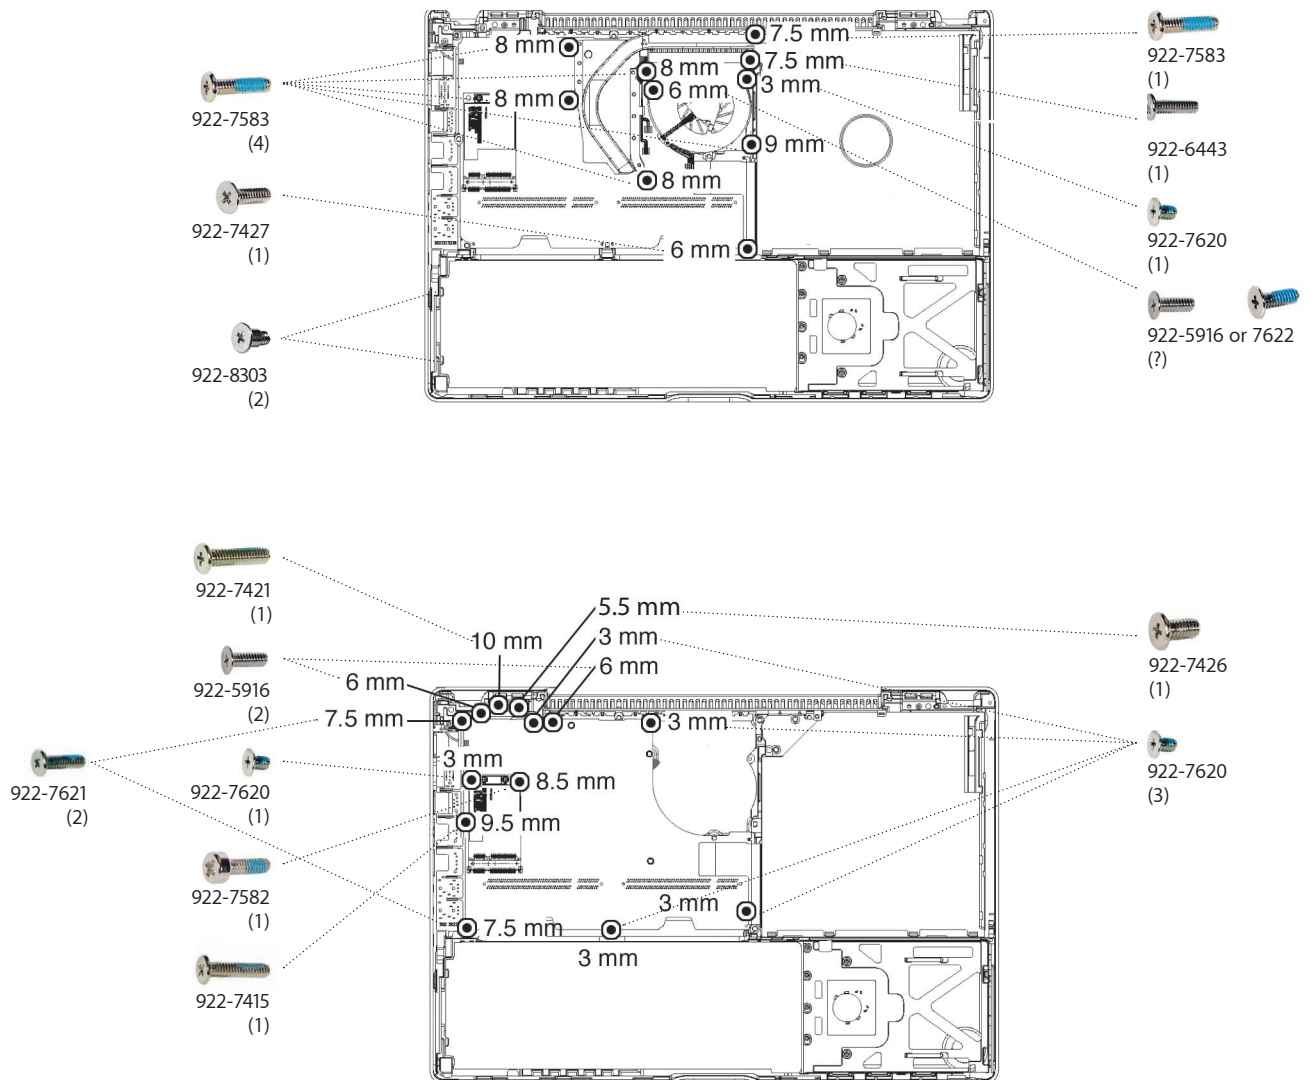 8 mm
7.5 mm
922-7583
(1)
7.5 mm
8 mm
3 mm
8 mm
6 mm
922-7583
(4)
922-6443
(1)
9 mm
8 mm
922-7427
(1)
922-7620
(1)
6 mm
922-5916 or 7622
(?)
922-8303
(2)
922-7421
(1)
5.5 mm
10 mm
3 mm
922-7426
(1)
922-5916
(2)
6 mm
6 mm
7.5 mm
3 mm
3 mm
922-7621
(2)
922-7620
(1)
8.5 mm
922-7620
(3)
9.5 mm
922-7582
(1)
3 mm
7.5 mm
3 mm
922-7415
(1)